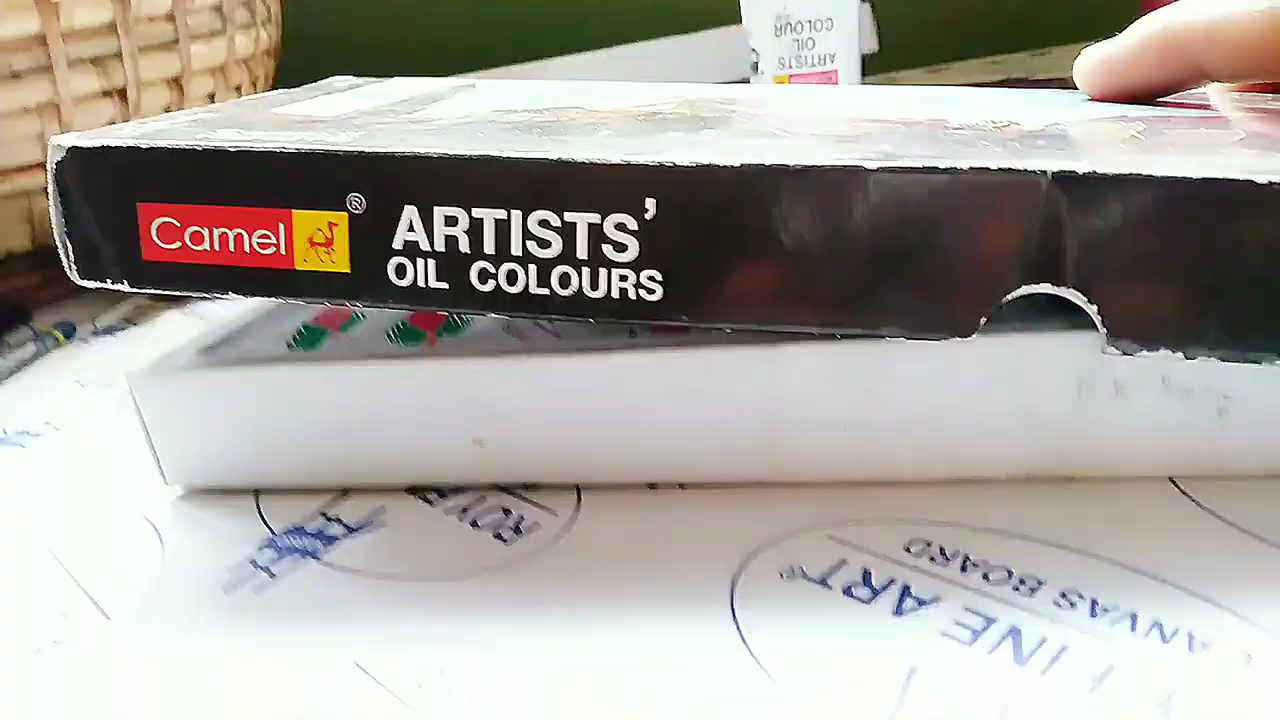 ARTISTS
OIL
COLOUR
Camel ®
ARTISTS'
OIL COLOURS
FINE ART
CANVAS BOARD